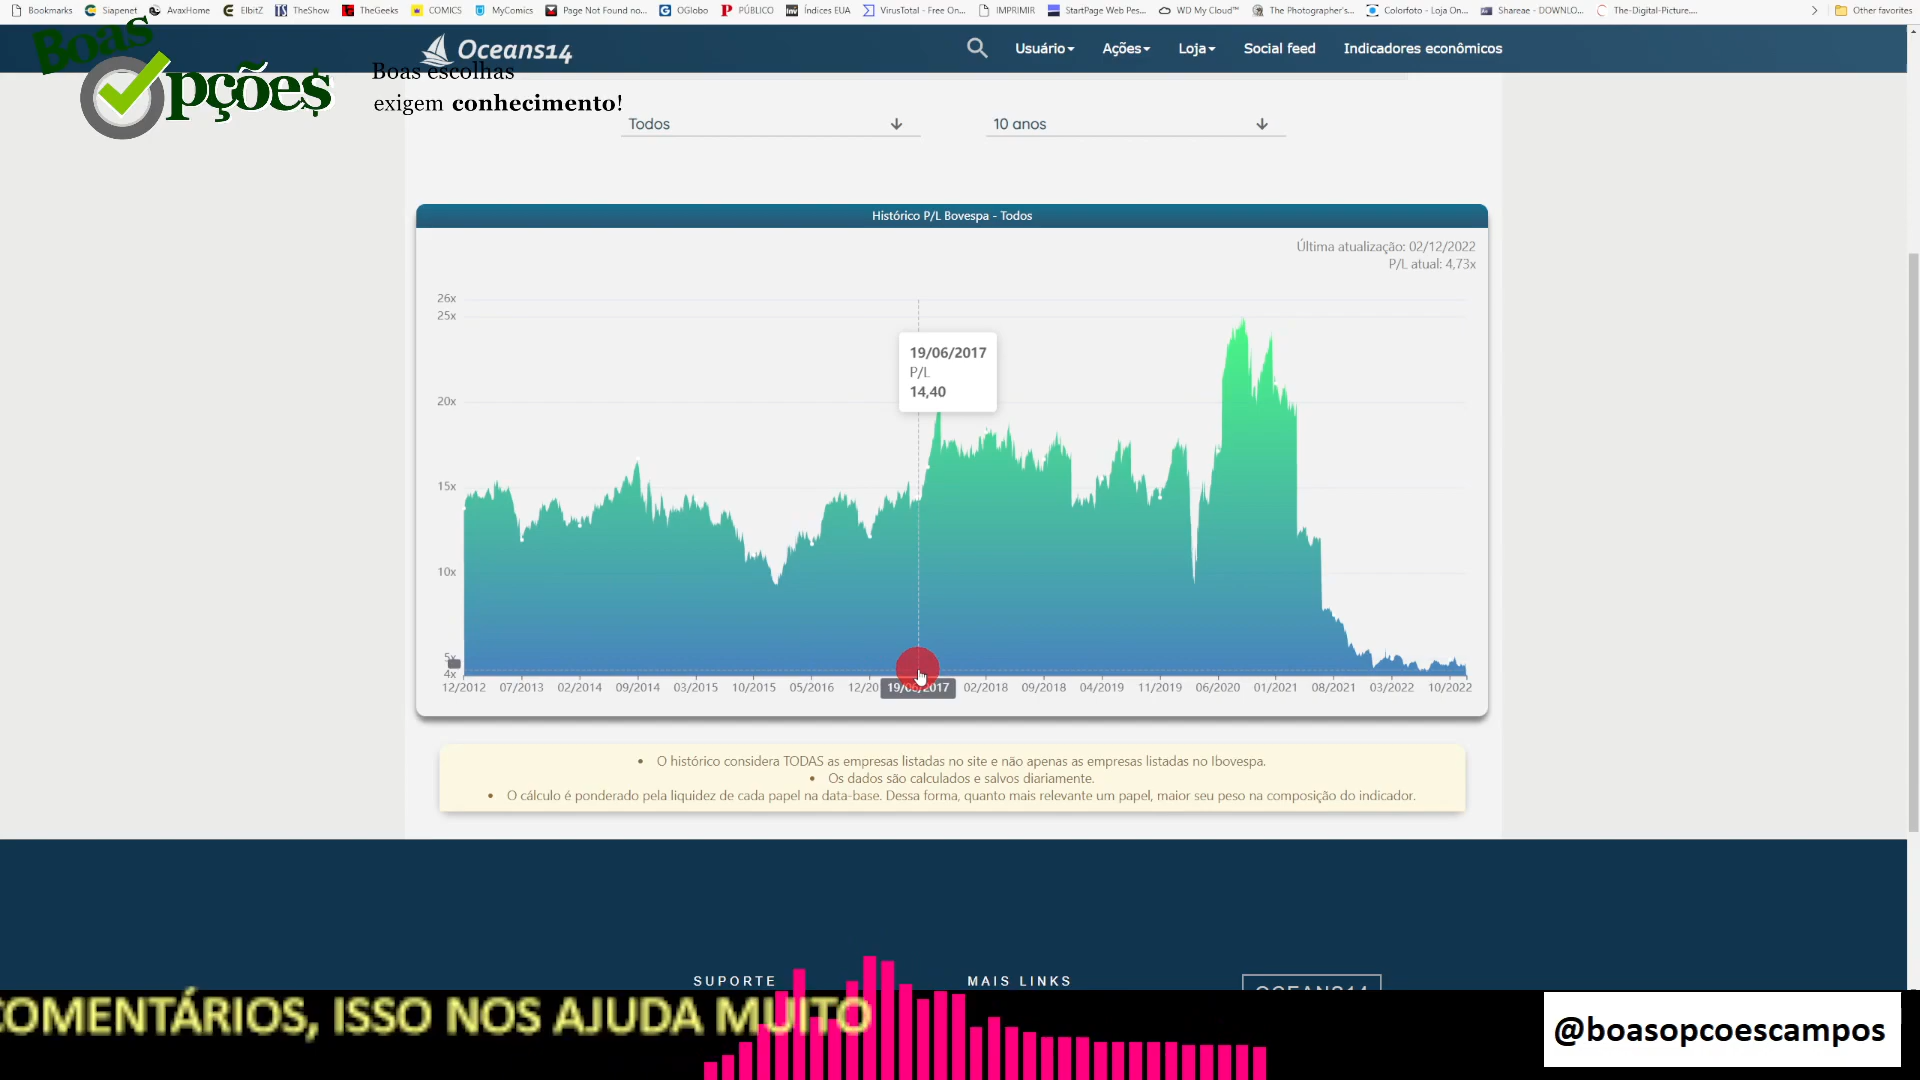 Bookmarks Siapenet AvaxHome ElbitZ TheShow TheGeeks COMICS MyComics Page Not Found no... OGlobo PÚBLICO Índices EUA VirusTotal - Free On... IMPRIMIR StartPage Web Pes... WD My Cloud™ The Photographer's... Colorfoto - Loja On... Shareae - DOWNLO... The-Digital-Picture.... Other favorites
Boas
Opções
Boas escolhas
exigem conhecimento!
Oceans14
Usuário Ações Loja Social feed Indicadores econômicos
Todos
10 anos
Histórico P/L Bovespa - Todos
Última atualização: 02/12/2022
P/L atual: 4,73x
26x
25x
20x
15x
10x
5x
4x
19/06/2017
P/L
14,40
12/2012 07/2013 02/2014 09/2014 03/2015 10/2015 05/2016 12/20 19/06/2017 02/2018 09/2018 04/2019 11/2019 06/2020 01/2021 08/2021 03/2022 10/2022
• O histórico considera TODAS as empresas listadas no site e não apenas as empresas listadas no Ibovespa.
• Os dados são calculados e salvos diariamente.
• O cálculo é ponderado pela liquidez de cada papel na data-base. Dessa forma, quanto mais relevante um papel, maior seu peso na composição do indicador.
SUPORTE
MAIS LINKS
OCEANS14
COMENTÁRIOS, ISSO NOS AJUDA MUITO
@boasopcoescampos